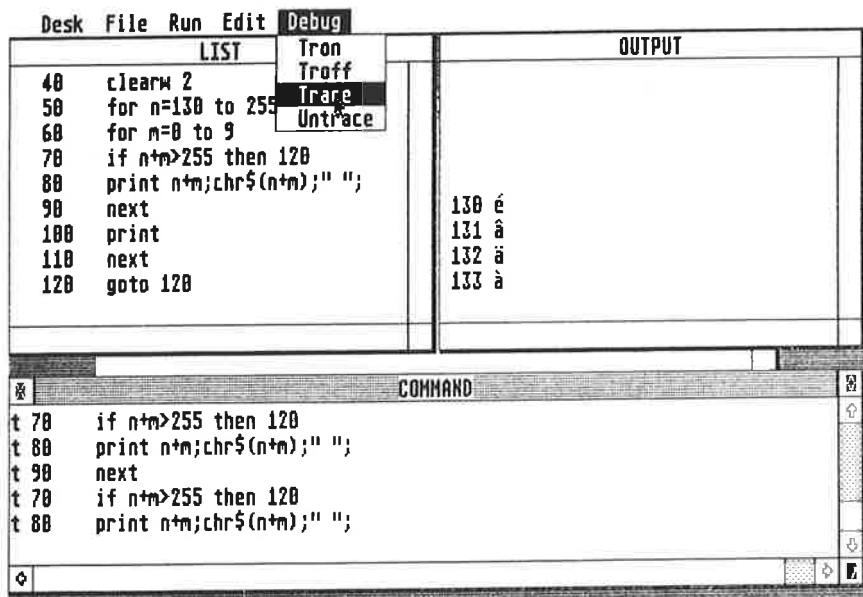 Desk File Run Edit Debug
Tron
Troff
Trace
Untrace
LIST
40 clearw 2
50 for n=130 to 255
60 for m=0 to 9
70 if n+m>255 then 120
80 print n+m;chr$(n+m);" ";
90 next
100 print
110 next
120 goto 120
OUTPUT
130 é
131 â
132 ä
133 à
COMMAND
t 70 if n+m>255 then 120
t 80 print n+m;chr$(n+m);" ";
t 90 next
t 70 if n+m>255 then 120
t 80 print n+m;chr$(n+m);" ";